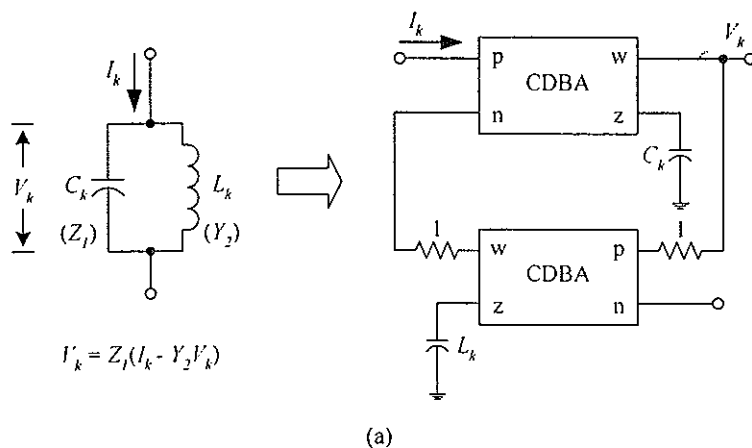 I_k
V_k
C_k
L_k
(Z_1)
(Y_2)
V_k = Z_1(I_k - Y_2V_k)
I_k
V_k
p
w
CDBA
n
z
C_k
1
1
w
p
CDBA
z
n
L_k
(a)